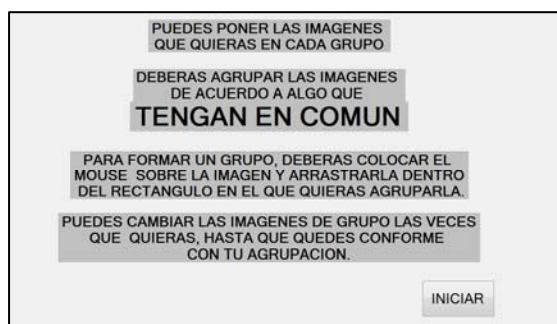 PUEDES PONER LAS IMAGENES
QUE QUIERAS EN CADA GRUPO
DEBERAS AGRUPAR LAS IMAGENES
DE ACUERDO A ALGO QUE
TENGAN EN COMUN
PARA FORMAR UN GRUPO, DEBERAS COLOCAR EL
MOUSE SOBRE LA IMAGEN Y ARRASTRARLA DENTRO
DEL RECTANGULO EN EL QUE QUIERAS AGRUPARLA.
PUEDES CAMBIAR LAS IMAGENES DE GRUPO LAS VECES
QUE QUIERAS, HASTA QUE QUEDES CONFORME
CON TU AGRUPACION.
INICIAR